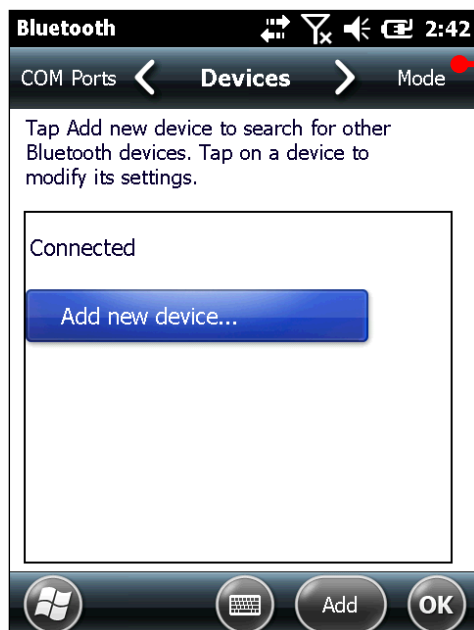 Bluetooth 2:42
COM Ports Devices Mode
Tap Add new device to search for other
Bluetooth devices. Tap on a device to
modify its settings.
Connected
Add new device...
Add OK